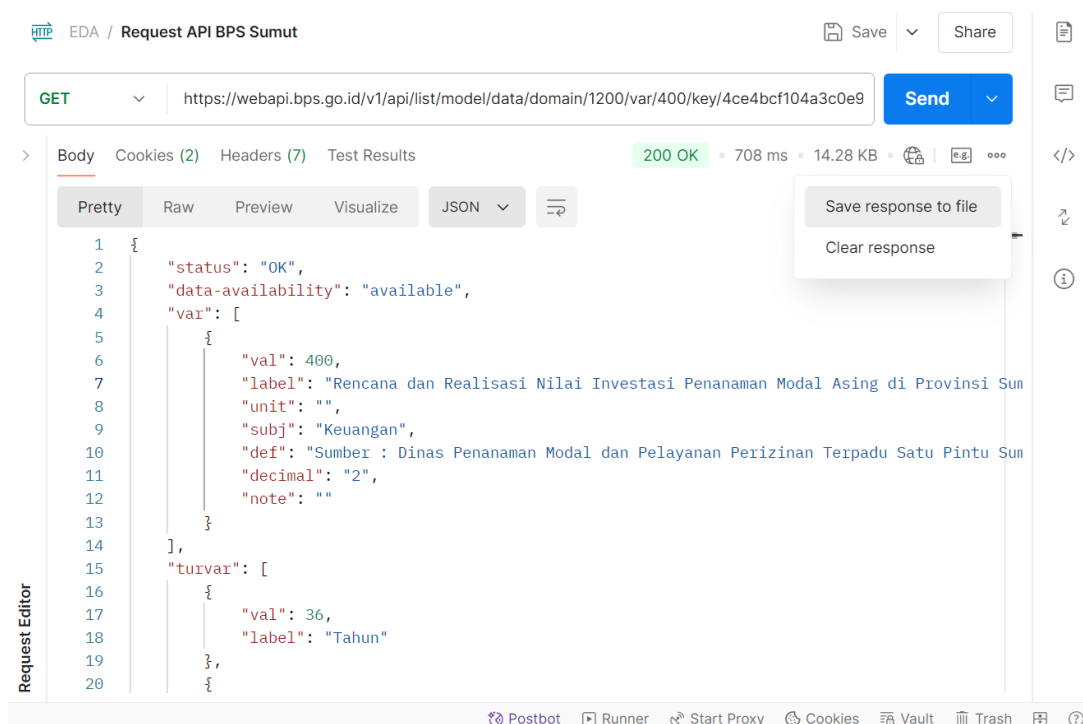 HTTP EDA / Request API BPS Sumut Save Share
GET https://webapi.bps.go.id/v1/api/list/model/data/domain/1200/var/400/key/4ce4bcf104a3c0e9 Send
Body Cookies (2) Headers (7) Test Results 200 OK 708 ms 14.28 KB e.g.
Pretty Raw Preview Visualize JSON
Save response to file
Clear response
1 {
2 "status": "OK",
3 "data-availability": "available",
4 "var": [
5 {
6 "val": 400,
7 "label": "Rencana dan Realisasi Nilai Investasi Penanaman Modal Asing di Provinsi Sum
8 "unit": "",
9 "subj": "Keuangan",
10 "def": "Sumber : Dinas Penanaman Modal dan Pelayanan Perizinan Terpadu Satu Pintu Sum
11 "decimal": "2",
12 "note": ""
13 }
14 ],
15 "turvar": [
16 {
17 "val": 36,
18 "label": "Tahun"
19 },
20 {
Request Editor
Postbot Runner Start Proxy Cookies Vault Trash